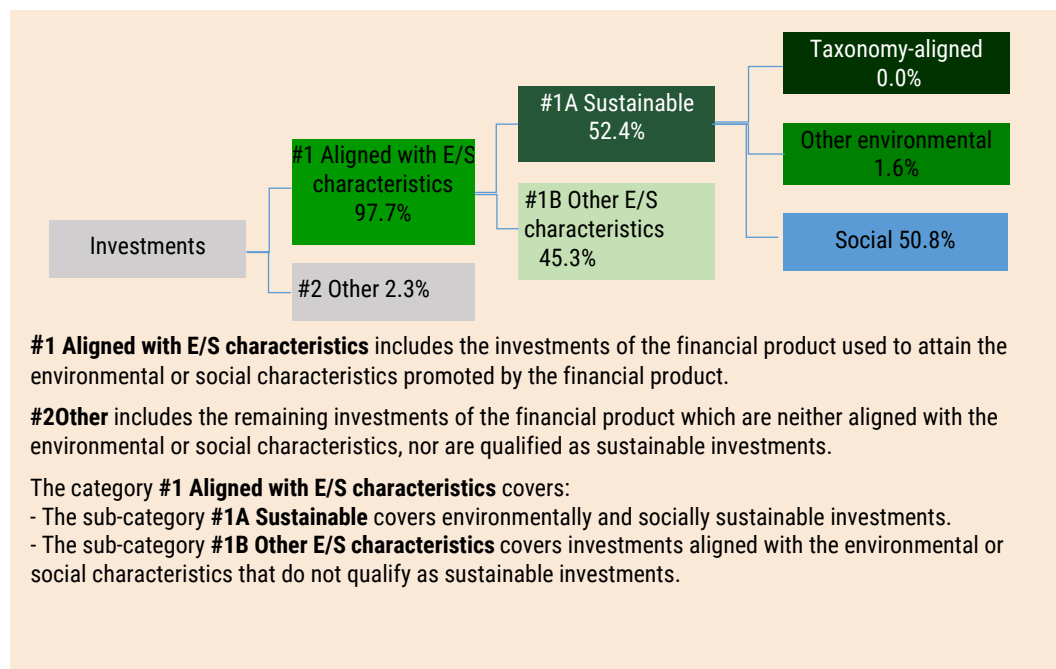 Taxonomy-aligned
0.0%
#1A Sustainable
52.4%
Other environmental
1.6%
#1 Aligned with E/S
characteristics
97.7%
#1B Other E/S
characteristics
45.3%
Investments
Social 50.8%
#2 Other 2.3%
#1 Aligned with E/S characteristics includes the investments of the financial product used to attain the
environmental or social characteristics promoted by the financial product.
#2Other includes the remaining investments of the financial product which are neither aligned with the
environmental or social characteristics, nor are qualified as sustainable investments.
The category #1 Aligned with E/S characteristics covers:
- The sub-category #1A Sustainable covers environmentally and socially sustainable investments.
- The sub-category #1B Other E/S characteristics covers investments aligned with the environmental or
social characteristics that do not qualify as sustainable investments.